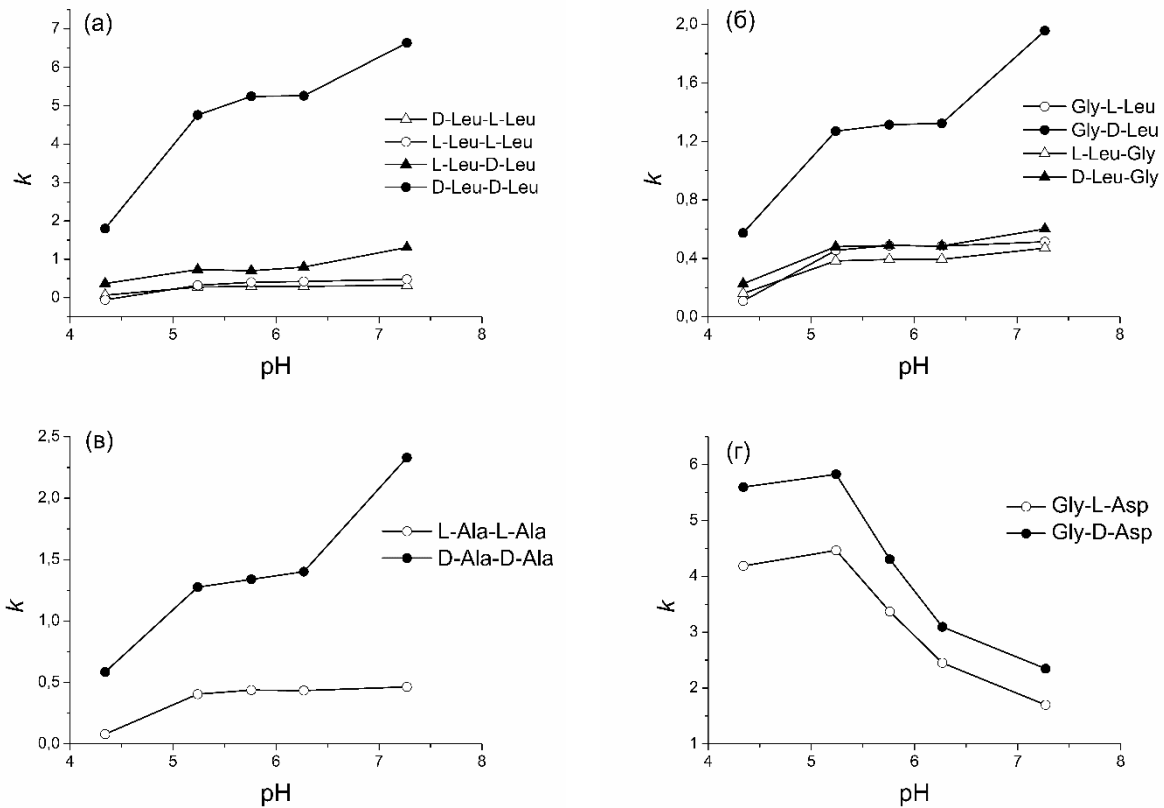 (а)
7
6
5
4
3
2
1
0
k
D-Leu-L-Leu
L-Leu-L-Leu
L-Leu-D-Leu
D-Leu-D-Leu
4 5 6 7 8
pH
(б)
2,0
1,6
1,2
0,8
0,4
0,0
k
Gly-L-Leu
Gly-D-Leu
L-Leu-Gly
D-Leu-Gly
4 5 6 7 8
pH
(в)
2,5
2,0
1,5
1,0
0,5
0,0
k
L-Ala-L-Ala
D-Ala-D-Ala
4 5 6 7 8
pH
(г)
6
5
4
3
2
1
k
Gly-L-Asp
Gly-D-Asp
4 5 6 7 8
pH